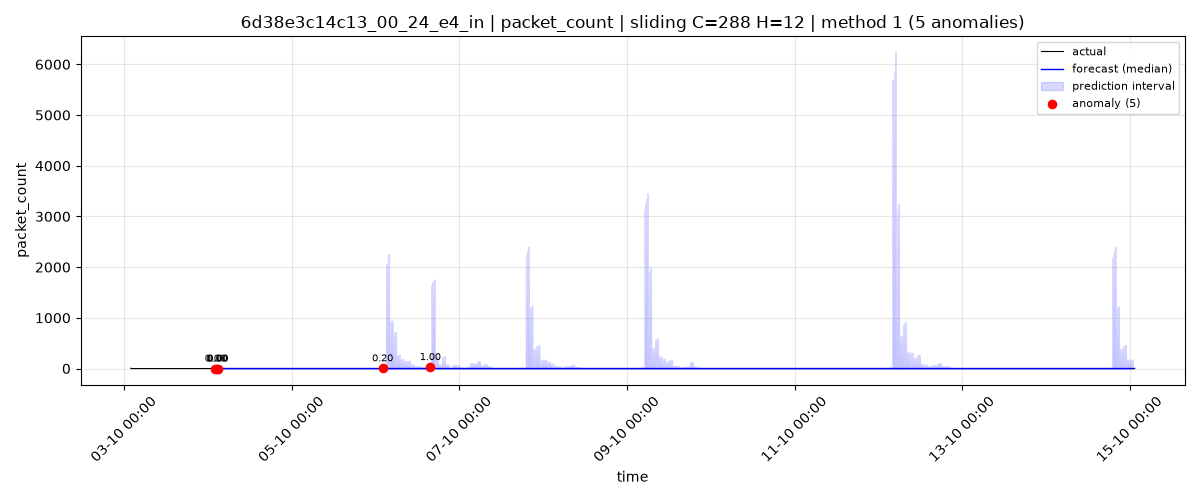 6d38e3c14c13_00_24_e4_in | packet_count | sliding C=288 H=12 | method 1 (5 anomalies)
actual
forecast (median)
prediction interval
anomaly (5)
packet_count
6000
5000
4000
3000
2000
1000
0
0.20
1.00
03-10 00:00
05-10 00:00
07-10 00:00
09-10 00:00
11-10 00:00
13-10 00:00
15-10 00:00
time